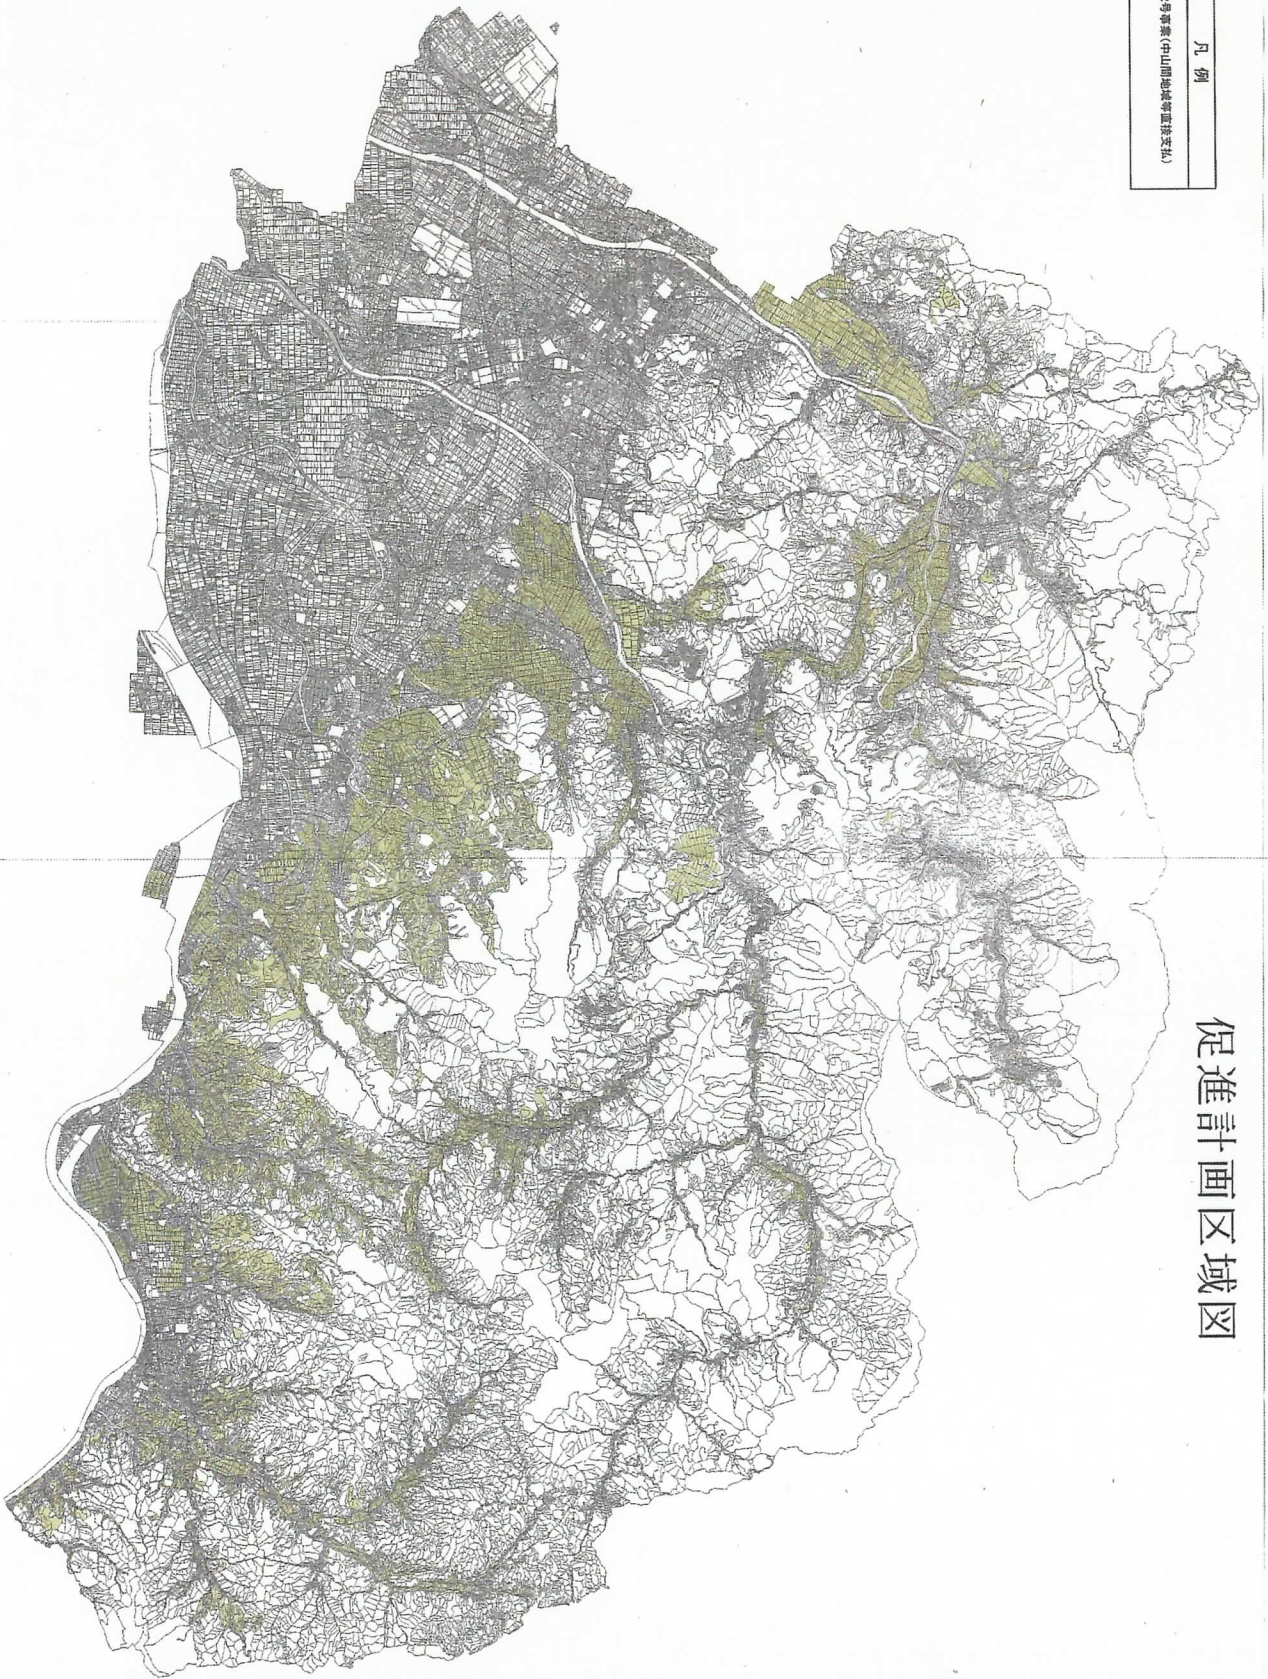 促進計画区域図
凡例
号事業(中山間地域等直接支払)